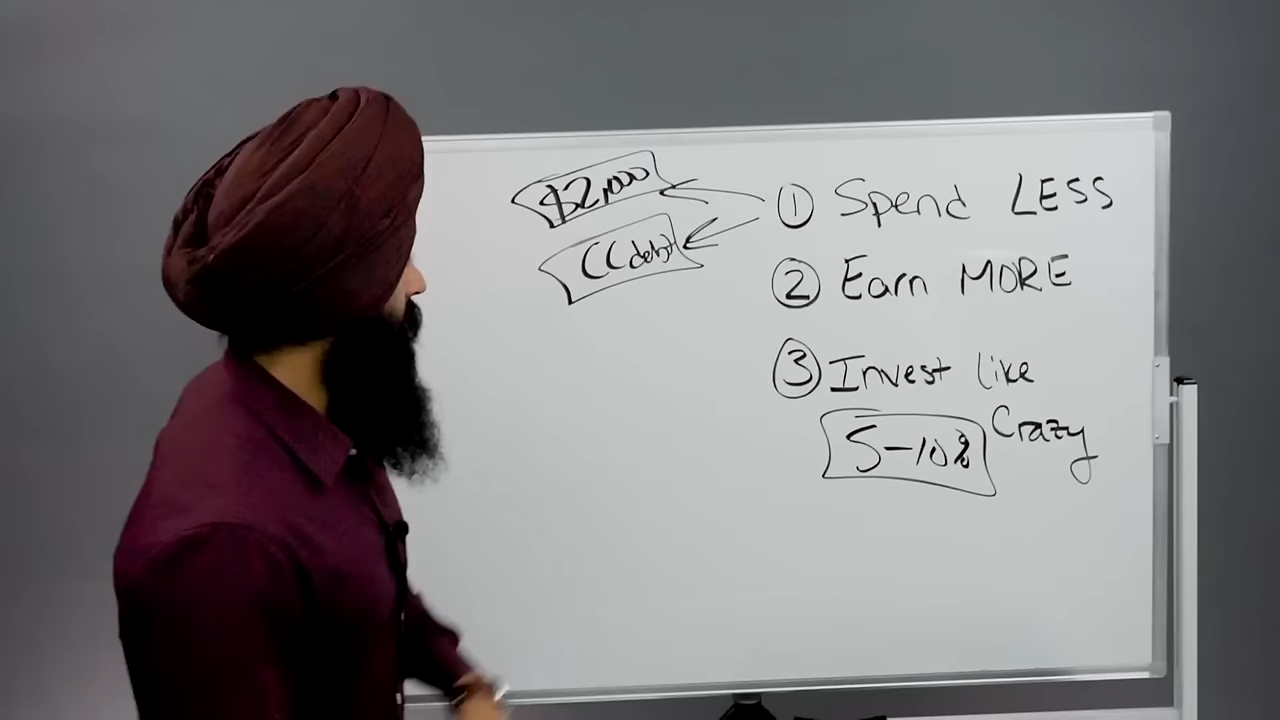 $2,000
CC debt
① Spend LESS
② Earn MORE
③ Invest like
Crazy
5-10%